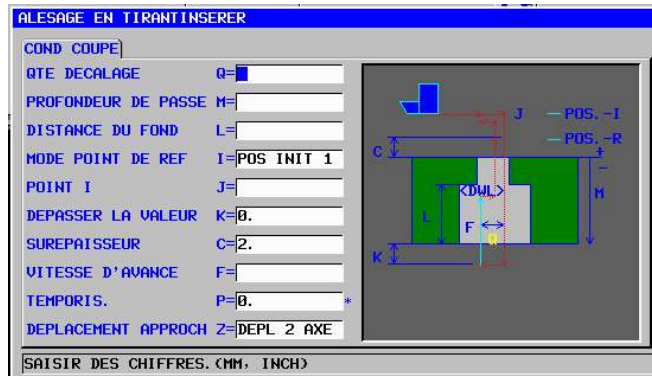 ALESAGE EN TIRANTINSERER
COND COUPE
QTE DECALAGE Q=
PROFONDEUR DE PASSE M=
DISTANCE DU FOND L=
MODE POINT DE REF I=POS INIT 1
POINT I J=
DEPASSER LA VALEUR K=0.
SUREPAISSEUR C=2.
VITESSE D'AVANCE F=
TEMPORIS. P=0. *
DEPLACEMENT APPROCH Z=DEPL 2 AXE
J
POS.-I
POS.-R
C
+
-
<DWL>
M
L
F
Q
K
SAISIR DES CHIFFRES.(MM, INCH)